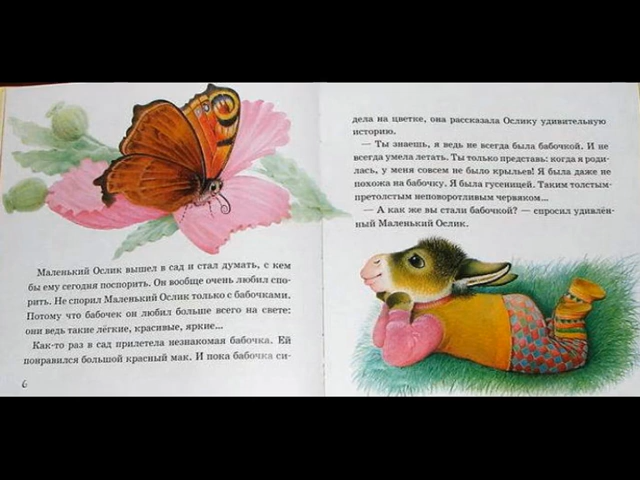 Маленький Ослик вышел в сад и стал думать, с кем
бы ему сегодня поспорить. Он вообще очень любил спо-
рить. Не спорил Маленький Ослик только с бабочками.
Потому что бабочек он любил больше всего на свете:
они ведь такие лёгкие, красивые, яркие...
Как-то раз в сад прилетела незнакомая бабочка. Ей
понравился большой красный мак. И пока бабочка си-
6
дела на цветке, она рассказала Ослику удивительную
историю.
— Ты знаешь, я ведь не всегда была бабочкой. И не
всегда умела летать. Ты только представь: когда я роди-
лась, у меня совсем не было крыльев! Я была даже не
похожа на бабочку. Я была гусеницей. Таким толстым-
претолстым неповоротливым червяком...
— А как же вы стали бабочкой? — спросил удивлён-
ный Маленький Ослик.